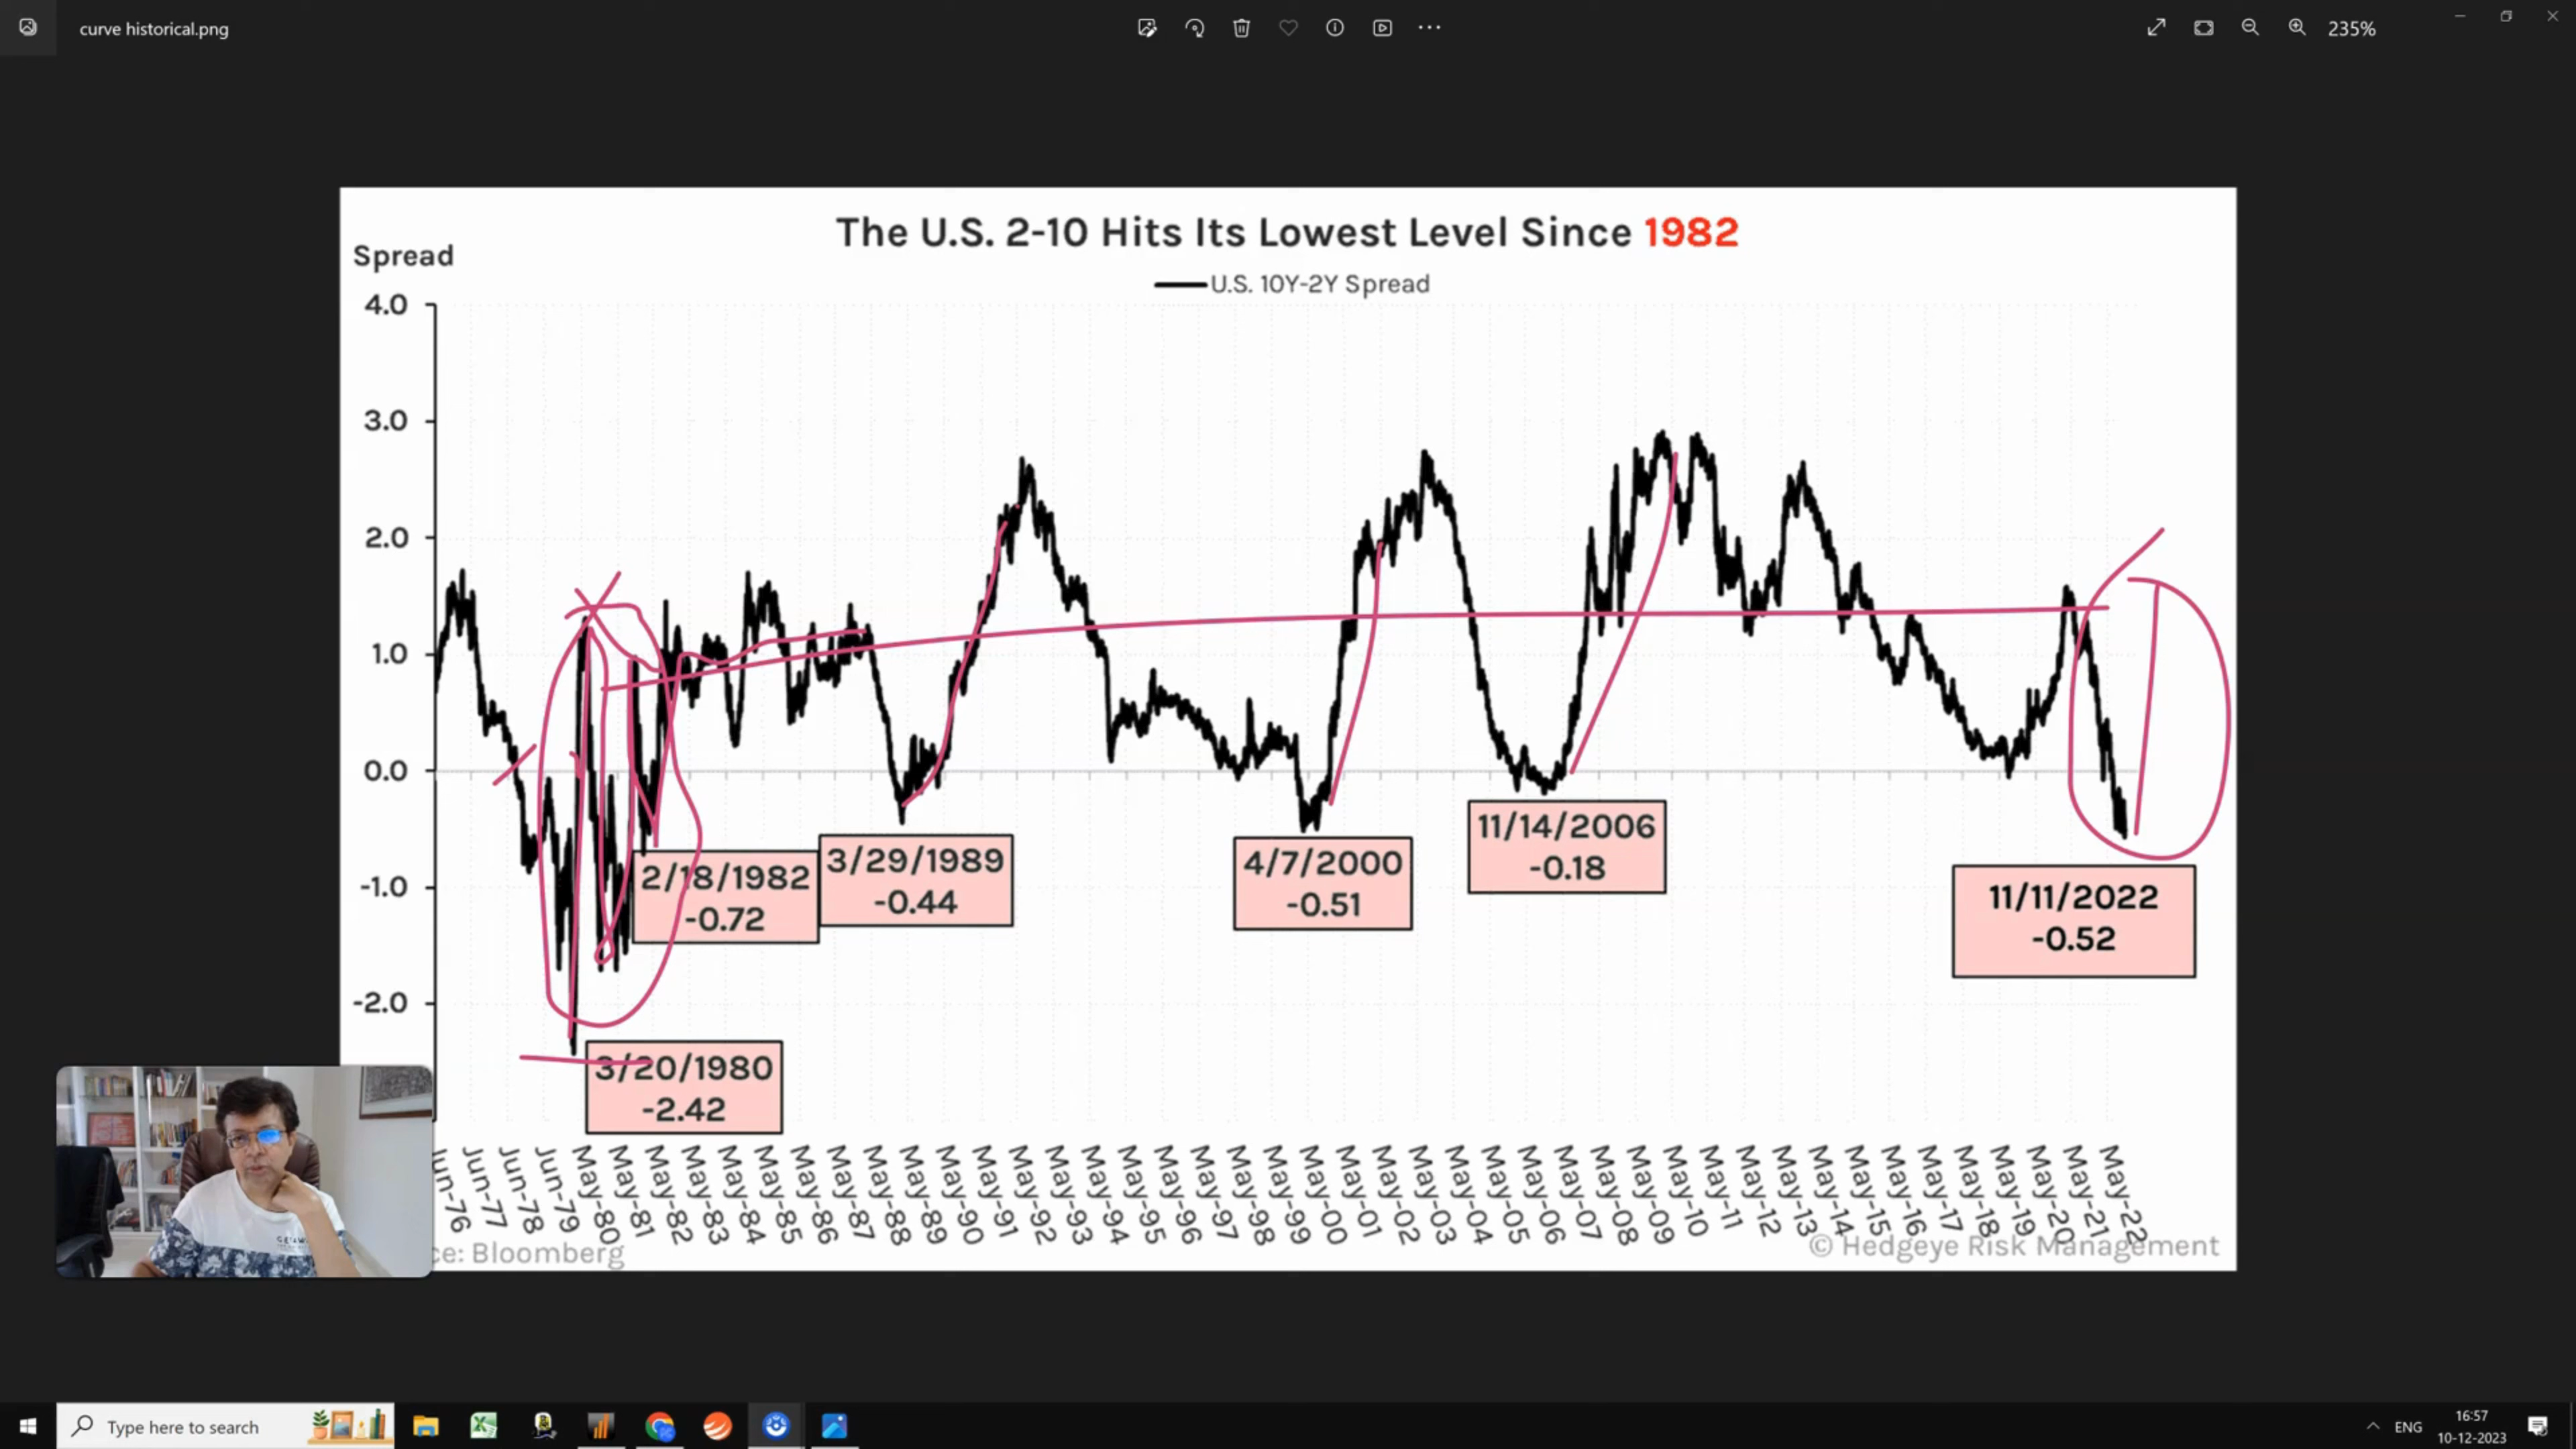 curve historical.png
235%
The U.S. 2-10 Hits Its Lowest Level Since 1982
Spread
U.S. 10Y-2Y Spread
4.0
3.0
2.0
1.0
0.0
-1.0
-2.0
2/18/1982
-0.72
3/29/1989
-0.44
4/7/2000
-0.51
11/14/2006
-0.18
11/11/2022
-0.52
3/20/1980
-2.42
Jun-76
Jun-77
Jun-78
Jun-79
May-80
May-81
May-82
May-83
May-84
May-85
May-86
May-87
May-88
May-89
May-90
May-91
May-92
May-93
May-94
May-95
May-96
May-97
May-98
May-99
May-00
May-01
May-02
May-03
May-04
May-05
May-06
May-07
May-08
May-09
May-10
May-11
May-12
May-13
May-14
May-15
May-16
May-17
May-18
May-19
May-20
May-21
May-22
ce: Bloomberg
© Hedgeye Risk Management
Type here to search
ENG
16:57
10-12-2023